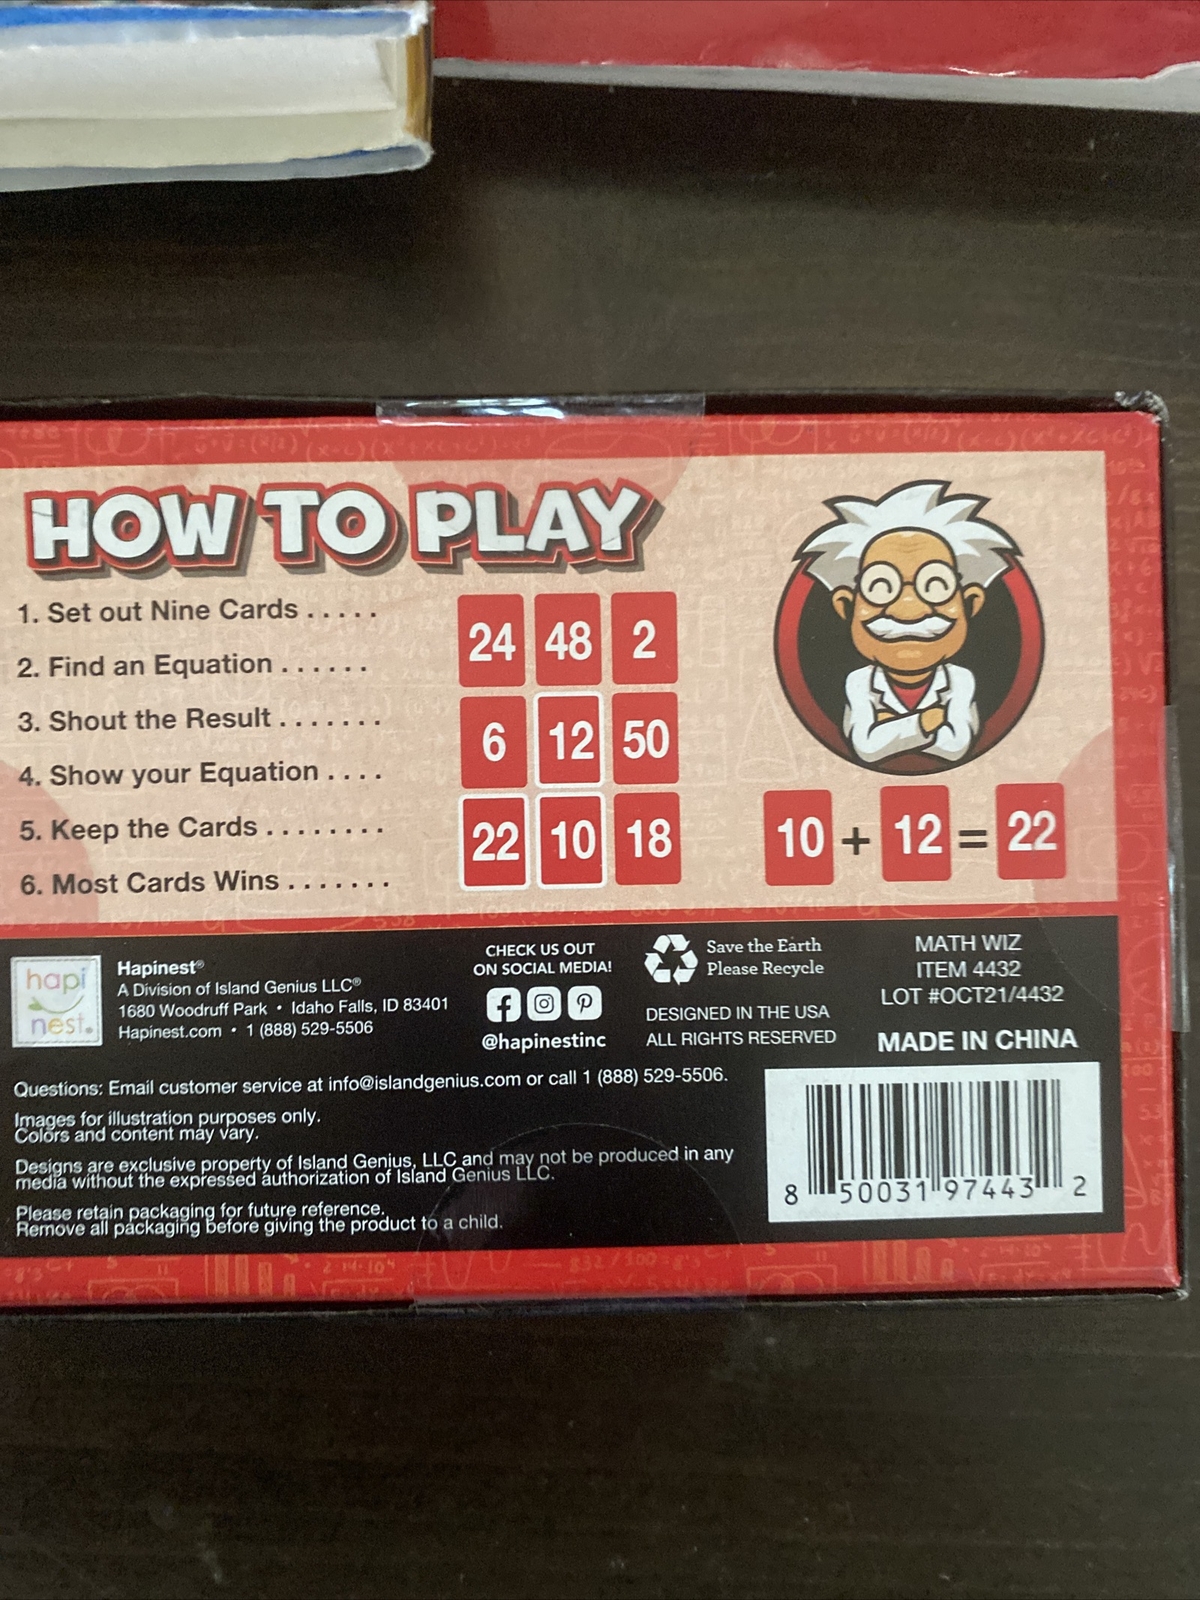 HOW TO PLAY
1. Set out Nine Cards . . . . .
2. Find an Equation . . . . . .
3. Shout the Result . . . . . . .
4. Show your Equation . . . .
5. Keep the Cards . . . . . . . .
6. Most Cards Wins . . . . . . .
24 48 2
6 12 50
22 10 18
10 + 12 = 22
hapi
nest®
Hapinest®
A Division of Island Genius LLC®
1680 Woodruff Park • Idaho Falls, ID 83401
Hapinest.com • 1 (888) 529-5506
CHECK US OUT
ON SOCIAL MEDIA!
@hapinestinc
Save the Earth
Please Recycle
DESIGNED IN THE USA
ALL RIGHTS RESERVED
MATH WIZ
ITEM 4432
LOT #OCT21/4432
MADE IN CHINA
Questions: Email customer service at info@islandgenius.com or call 1 (888) 529-5506.
Images for illustration purposes only.
Colors and content may vary.
Designs are exclusive property of Island Genius, LLC and may not be produced in any
media without the expressed authorization of Island Genius LLC.
Please retain packaging for future reference.
Remove all packaging before giving the product to a child.
8 50031 97443 2